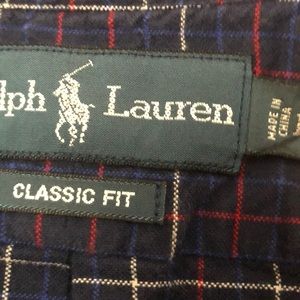 lph Lauren
MADE IN
CHINA
CLASSIC FIT